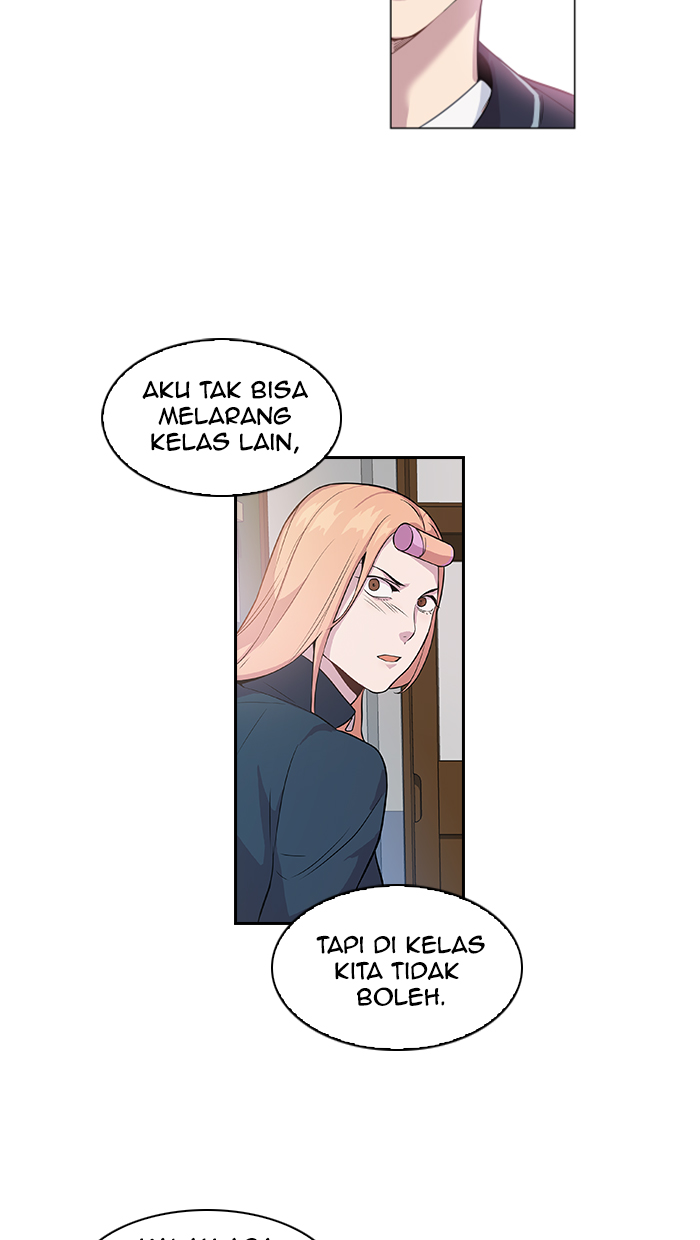 AKU TAK BISA
MELARANG
KELAS LAIN,
TAPI DI KELAS
KITA TIDAK
BOLEH.